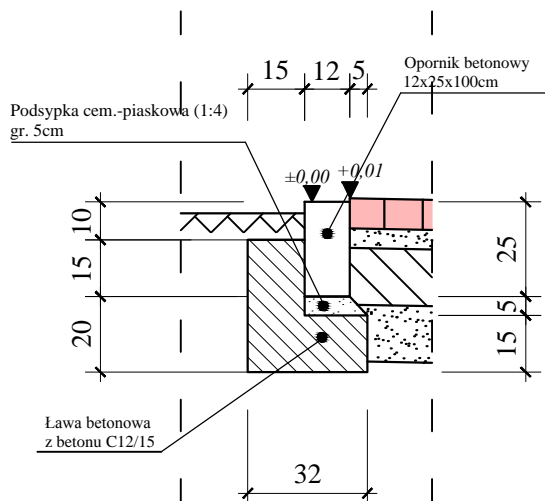 Opornik betonowy
12x25x100cm
15 12 5
Podsypka cem.-piaskowa (1:4)
gr. 5cm
±0,00 +0,01
10
15
20
25
5
15
Ława betonowa
z betonu C12/15
32